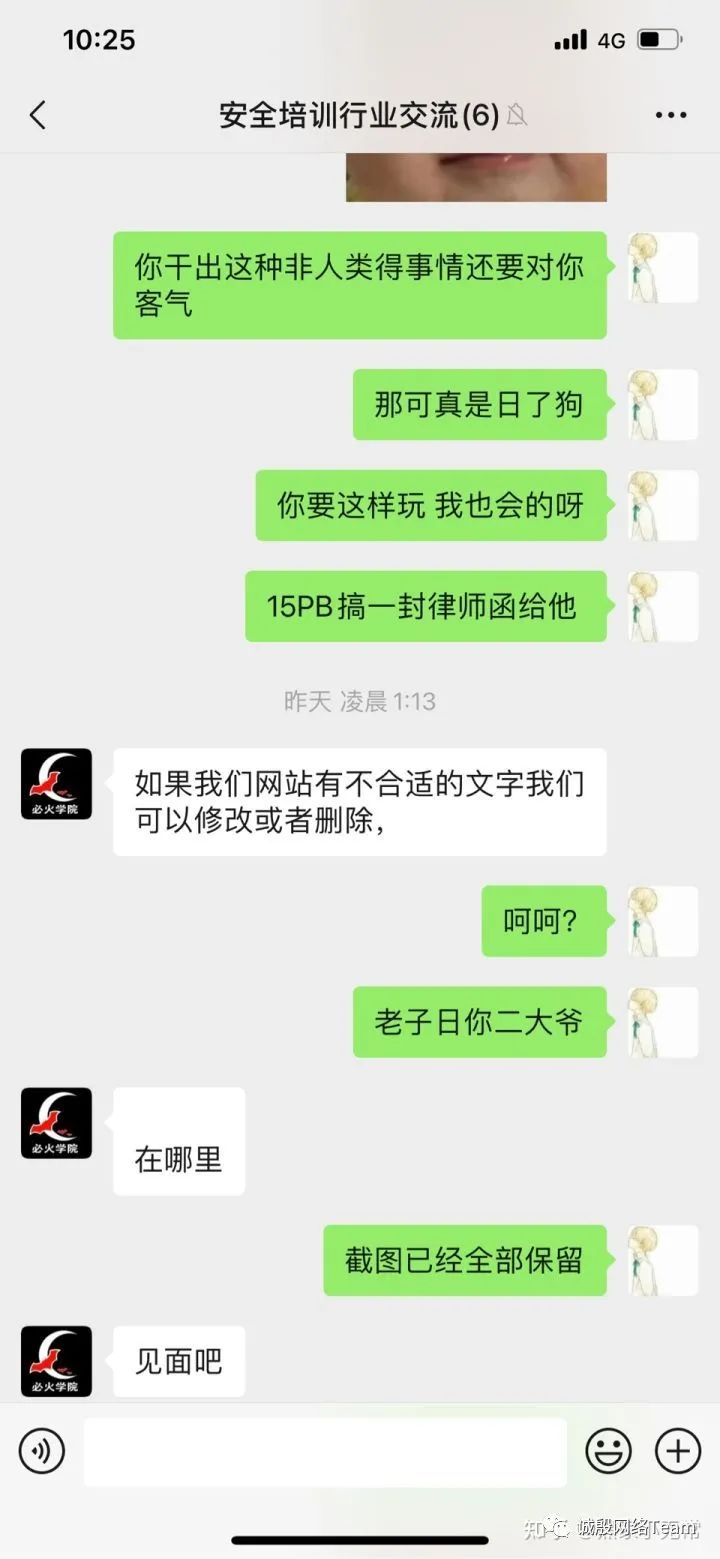 10:25
4G
安全培训行业交流(6)
你干出这种非人类得事情还要对你
客气
那可真是日了狗
你要这样玩 我也会的呀
15PB搞一封律师函给他
昨天 凌晨 1:13
必火学院
如果我们网站有不合适的文字我们
可以修改或者删除，
呵呵?
老子日你二大爷
必火学院
在哪里
截图已经全部保留
必火学院
见面吧
诚殷网络Team